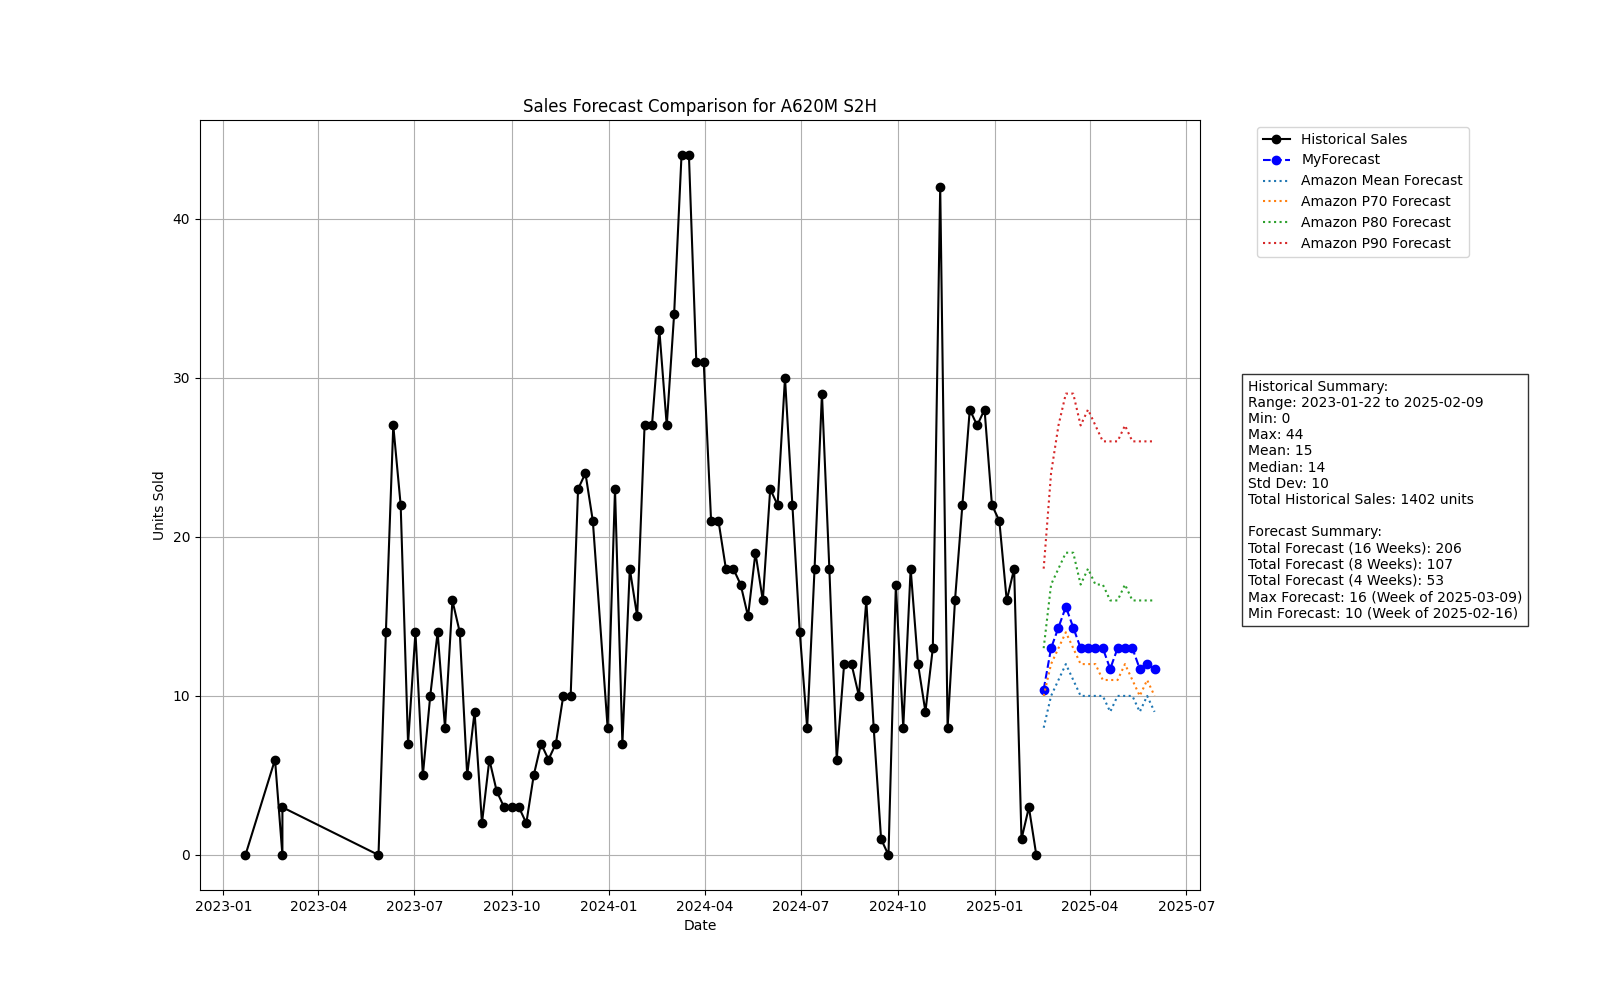 Sales Forecast Comparison for A620M S2H
Historical Sales
MyForecast
Amazon Mean Forecast
Amazon P70 Forecast
Amazon P80 Forecast
Amazon P90 Forecast
Units Sold
40
30
20
10
0
2023-01 2023-04 2023-07 2023-10 2024-01 2024-04 2024-07 2024-10 2025-01 2025-04 2025-07
Date
Historical Summary:
Range: 2023-01-22 to 2025-02-09
Min: 0
Max: 44
Mean: 15
Median: 14
Std Dev: 10
Total Historical Sales: 1402 units
Forecast Summary:
Total Forecast (16 Weeks): 206
Total Forecast (8 Weeks): 107
Total Forecast (4 Weeks): 53
Max Forecast: 16 (Week of 2025-03-09)
Min Forecast: 10 (Week of 2025-02-16)